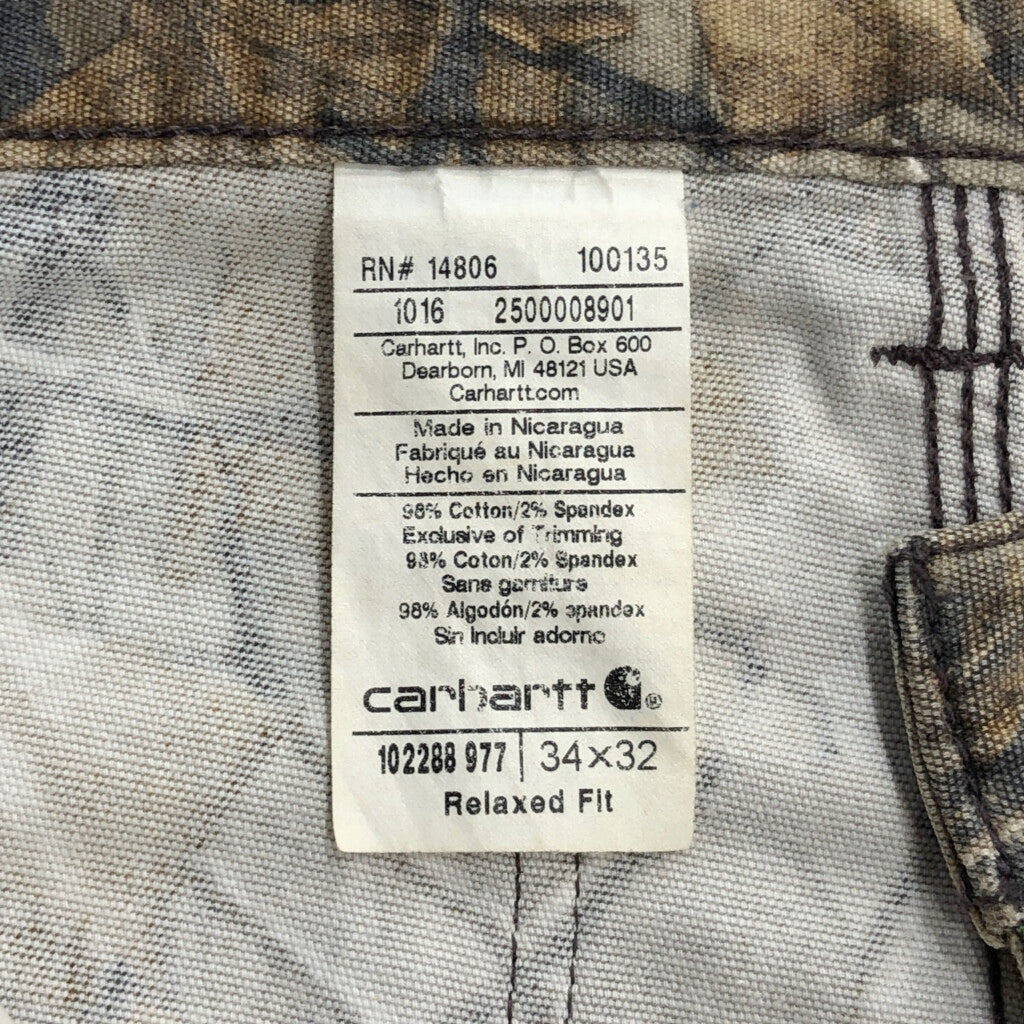 RN# 14806 100135
1016 2500008901
Carhartt, Inc. P. O. Box 600
Dearborn, MI 48121 USA
Carhartt.com
Made in Nicaragua
Fabriqué au Nicaragua
Hecho en Nicaragua
98% Cotton/2% Spandex
Exclusive of Trimming
98% Coton/2% Spandex
Sans garniture
98% Algodón/2% spandex
Sin Incluir adorno
carhartt ®
102288 977 | 34×32
Relaxed Fit